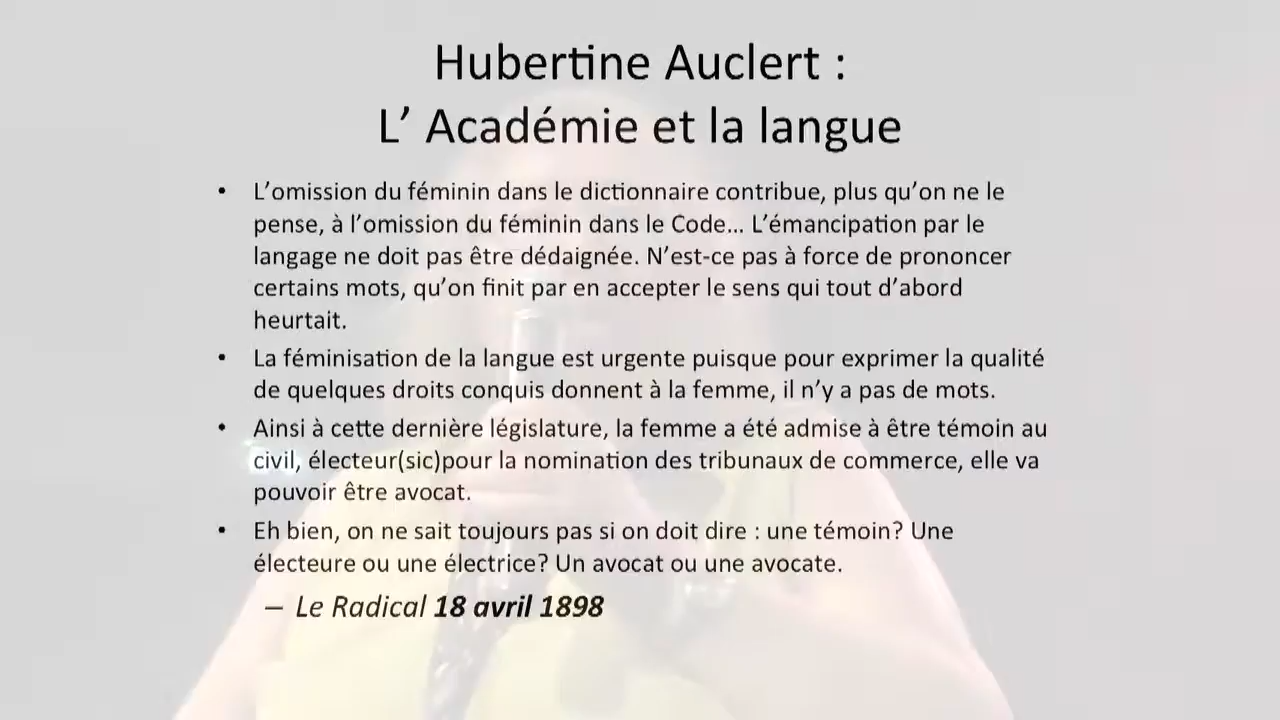 Hubertine Auclert :
L’ Académie et la langue
• L’omission du féminin dans le dictionnaire contribue, plus qu’on ne le
pense, à l’omission du féminin dans le Code… L’émancipation par le
langage ne doit pas être dédaignée. N’est-ce pas à force de prononcer
certains mots, qu’on finit par en accepter le sens qui tout d’abord
heurtait.
• La féminisation de la langue est urgente puisque pour exprimer la qualité
de quelques droits conquis donnent à la femme, il n’y a pas de mots.
• Ainsi à cette dernière législature, la femme a été admise à être témoin au
civil, électeur(sic)pour la nomination des tribunaux de commerce, elle va
pouvoir être avocat.
• Eh bien, on ne sait toujours pas si on doit dire : une témoin? Une
électeure ou une électrice? Un avocat ou une avocate.
– Le Radical 18 avril 1898